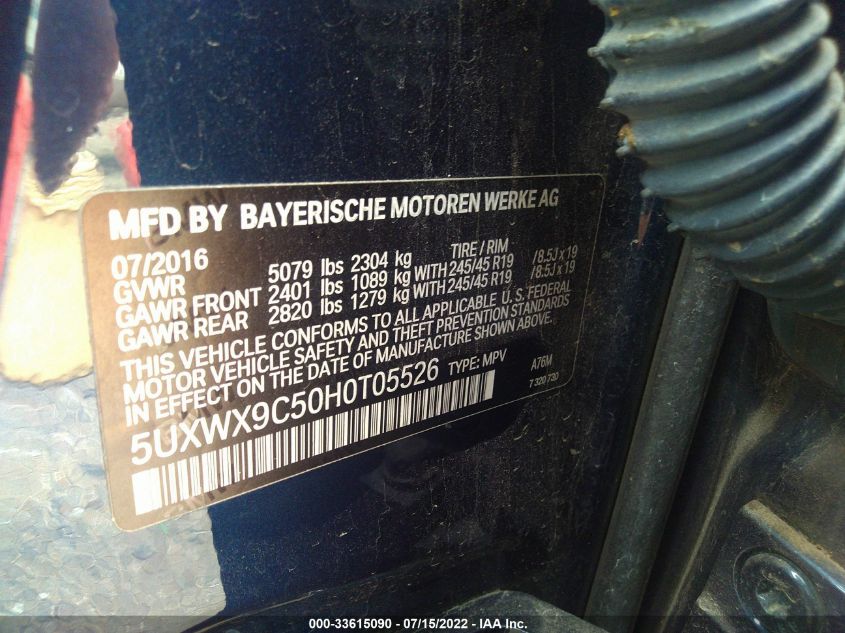 MFD BY BAYERISCHE MOTOREN WERKE AG
07/2016 TIRE / RIM
GVWR 5079 lbs 2304 kg
GAWR FRONT 2401 lbs 1089 kg WITH 245/45 R19 /8.5J x 19
GAWR REAR 2820 lbs 1279 kg WITH 245/45 R19 /8.5J x 19
THIS VEHICLE CONFORMS TO ALL APPLICABLE U. S. FEDERAL
MOTOR VEHICLE SAFETY AND THEFT PREVENTION STANDARDS
IN EFFECT ON THE DATE OF MANUFACTURE SHOWN ABOVE.
5UXWX9C50H0T05526 TYPE: MPV A76M
7 320 730
000-33615090 - 07/15/2022 - IAA Inc.